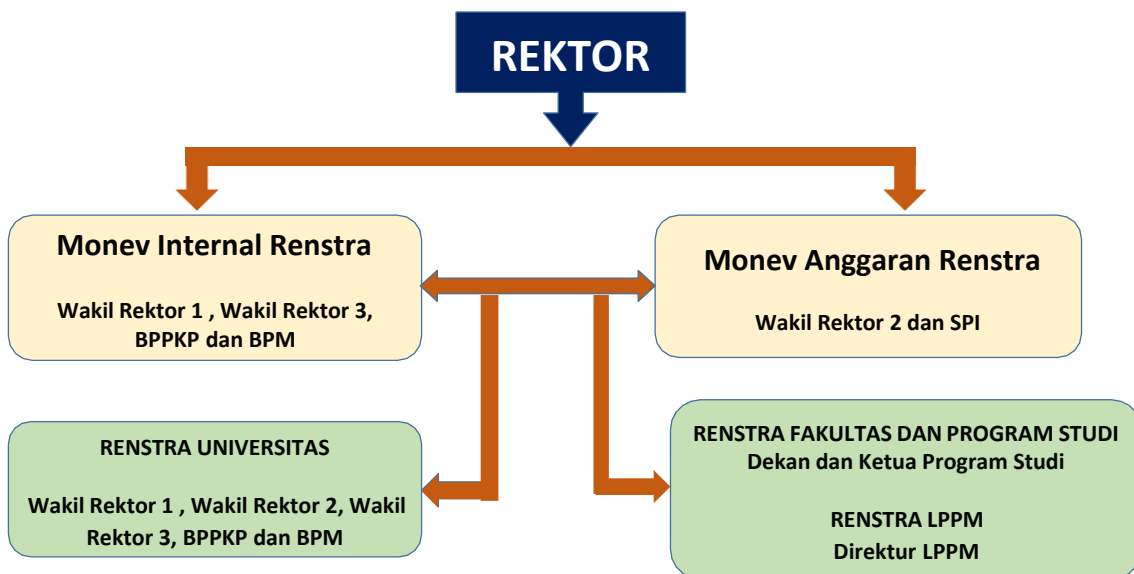 REKTOR
Monev Internal Renstra
Wakil Rektor 1 , Wakil Rektor 3,
BPPKP dan BPM
Monev Anggaran Renstra
Wakil Rektor 2 dan SPI
RENSTRA UNIVERSITAS
Wakil Rektor 1 , Wakil Rektor 2, Wakil
Rektor 3, BPPKP dan BPM
RENSTRA FAKULTAS DAN PROGRAM STUDI
Dekan dan Ketua Program Studi
RENSTRA LPPM
Direktur LPPM